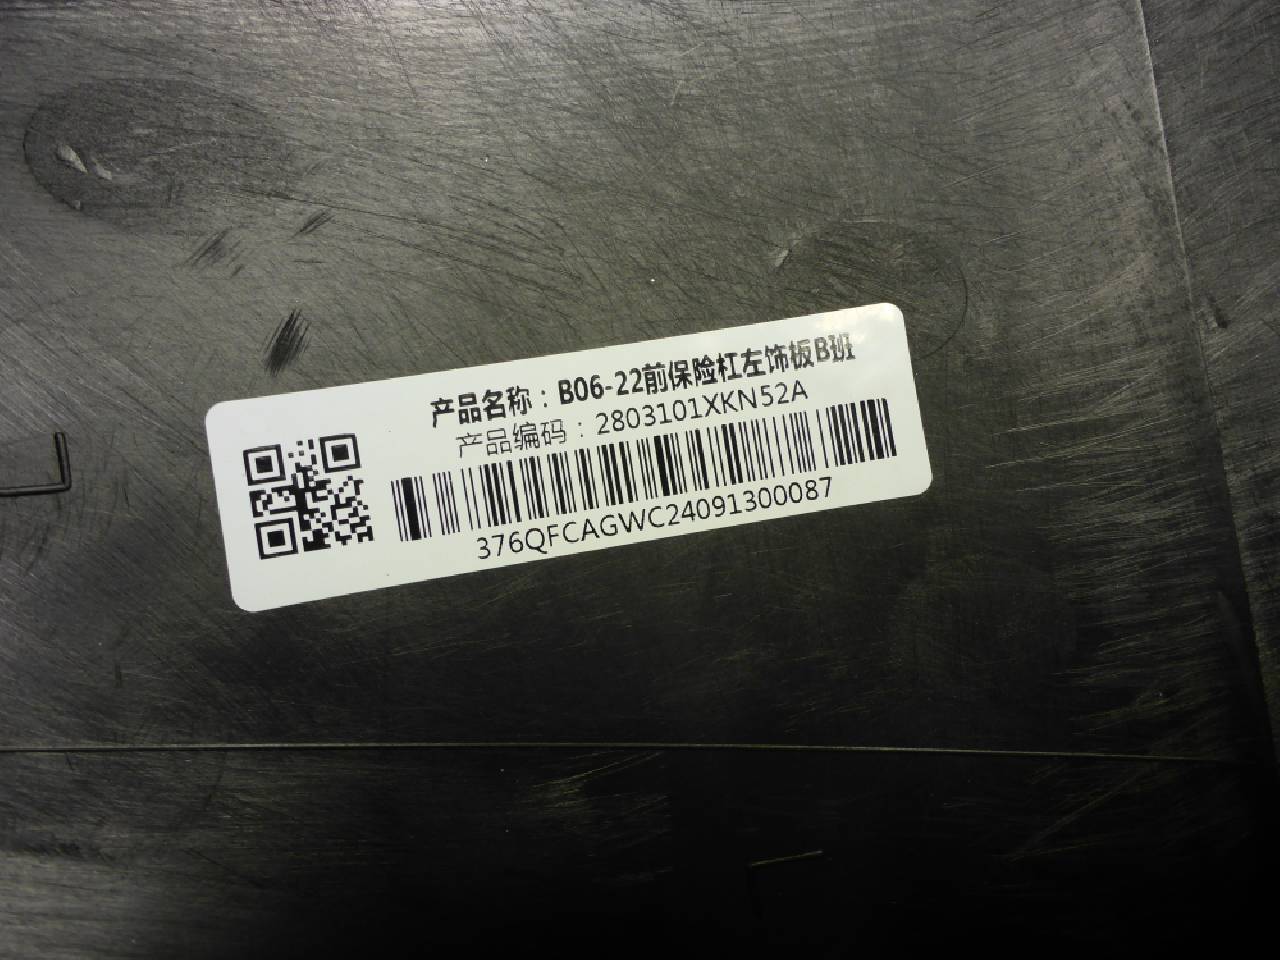 产品名称：B06-22前保险杠左饰板B班
产品编码：2803101XKN52A
376QFCAGWC24091300087